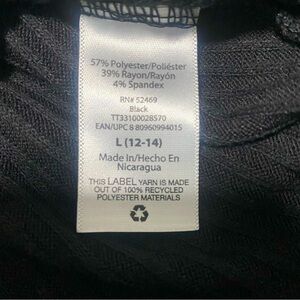 57% Polyester/Poliéster
39% Rayon/Rayón
4% Spandex
RN# 52469
Black
TT33100028570
EAN/UPC 8 80960994015
L (12-14)
Made In/Hecho En
Nicaragua
THIS LABEL YARN IS MADE
OUT OF 100% RECYCLED
POLYESTER MATERIALS